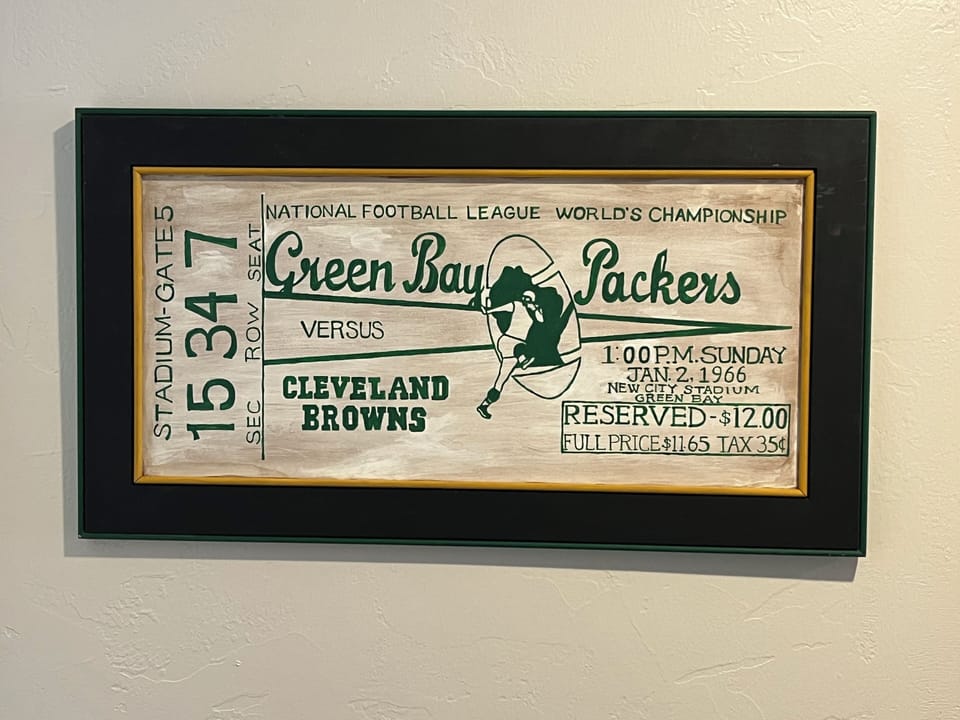 STADIUM-GATE 5
15 34 7
SEC ROW SEAT
NATIONAL FOOTBALL LEAGUE WORLD'S CHAMPIONSHIP
Green Bay Packers
VERSUS
CLEVELAND
BROWNS
1:00 P.M. SUNDAY
JAN. 2, 1966
NEW CITY STADIUM
GREEN BAY
RESERVED-$12.00
FULL PRICE $11.65 TAX 35¢